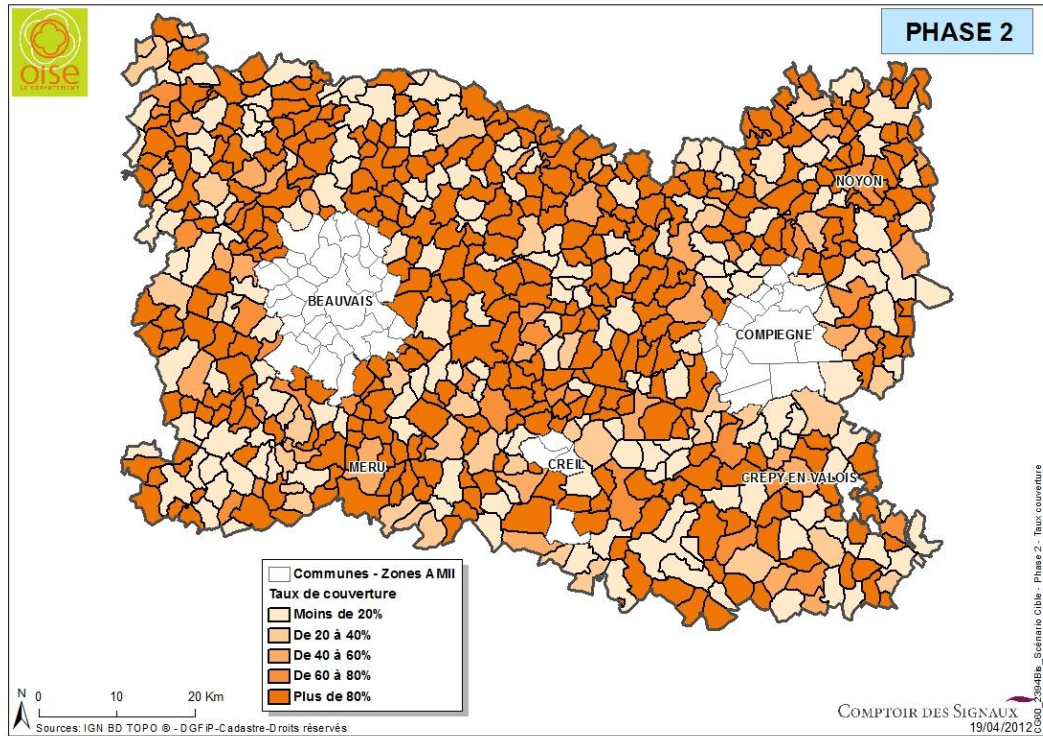 oise
LE DÉPARTEMENT
PHASE 2
NOYON
BEAUVAIS
COMPIEGNE
CREIL
MERU
CREPY-EN-VALOIS
Communes - Zones AMII
Taux de couverture
Moins de 20%
De 20 à 40%
De 40 à 60%
De 60 à 80%
Plus de 80%
N 0 10 20 Km
Sources: IGN BD TOPO ® - DGFiP-Cadastre-Droits réservés
COMPTOIR DES SIGNAUX
19/04/2012
CG60_2394Bis_Scénario Cible - Phase 2 - Taux couverture